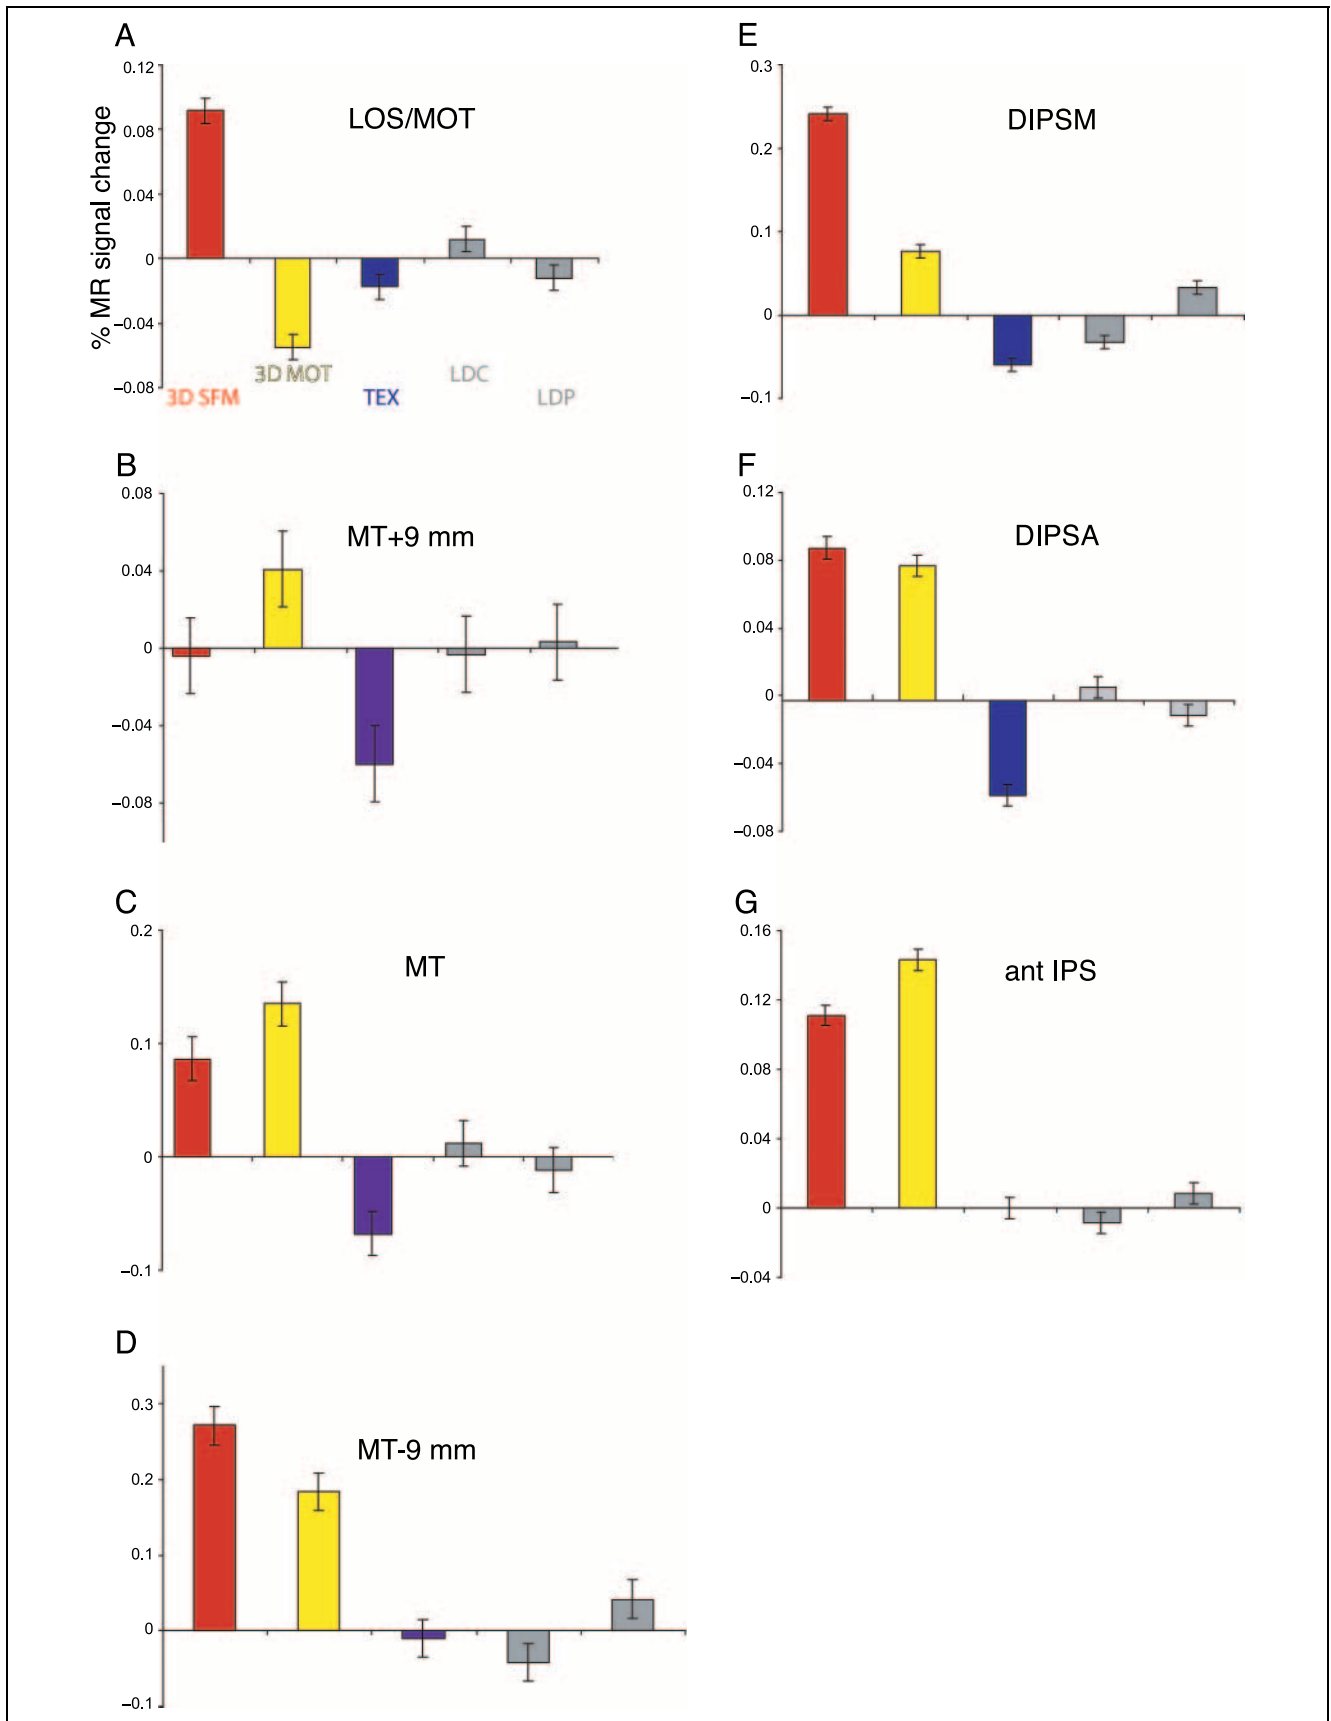 A
% MR signal change
0.12
0.08
0.04
0
–0.04
–0.08
LOS/MOT
3D SFM
3D MOT
TEX
LDC
LDP
B
0.08
0.04
0
–0.04
–0.08
MT+9 mm
C
0.2
0.1
0
–0.1
MT
D
0.3
0.2
0.1
0
–0.1
MT-9 mm
E
0.3
0.2
0.1
0
–0.1
DIPSM
F
0.12
0.08
0.04
0
–0.04
–0.08
DIPSA
G
0.16
0.12
0.08
0.04
0
–0.04
ant IPS